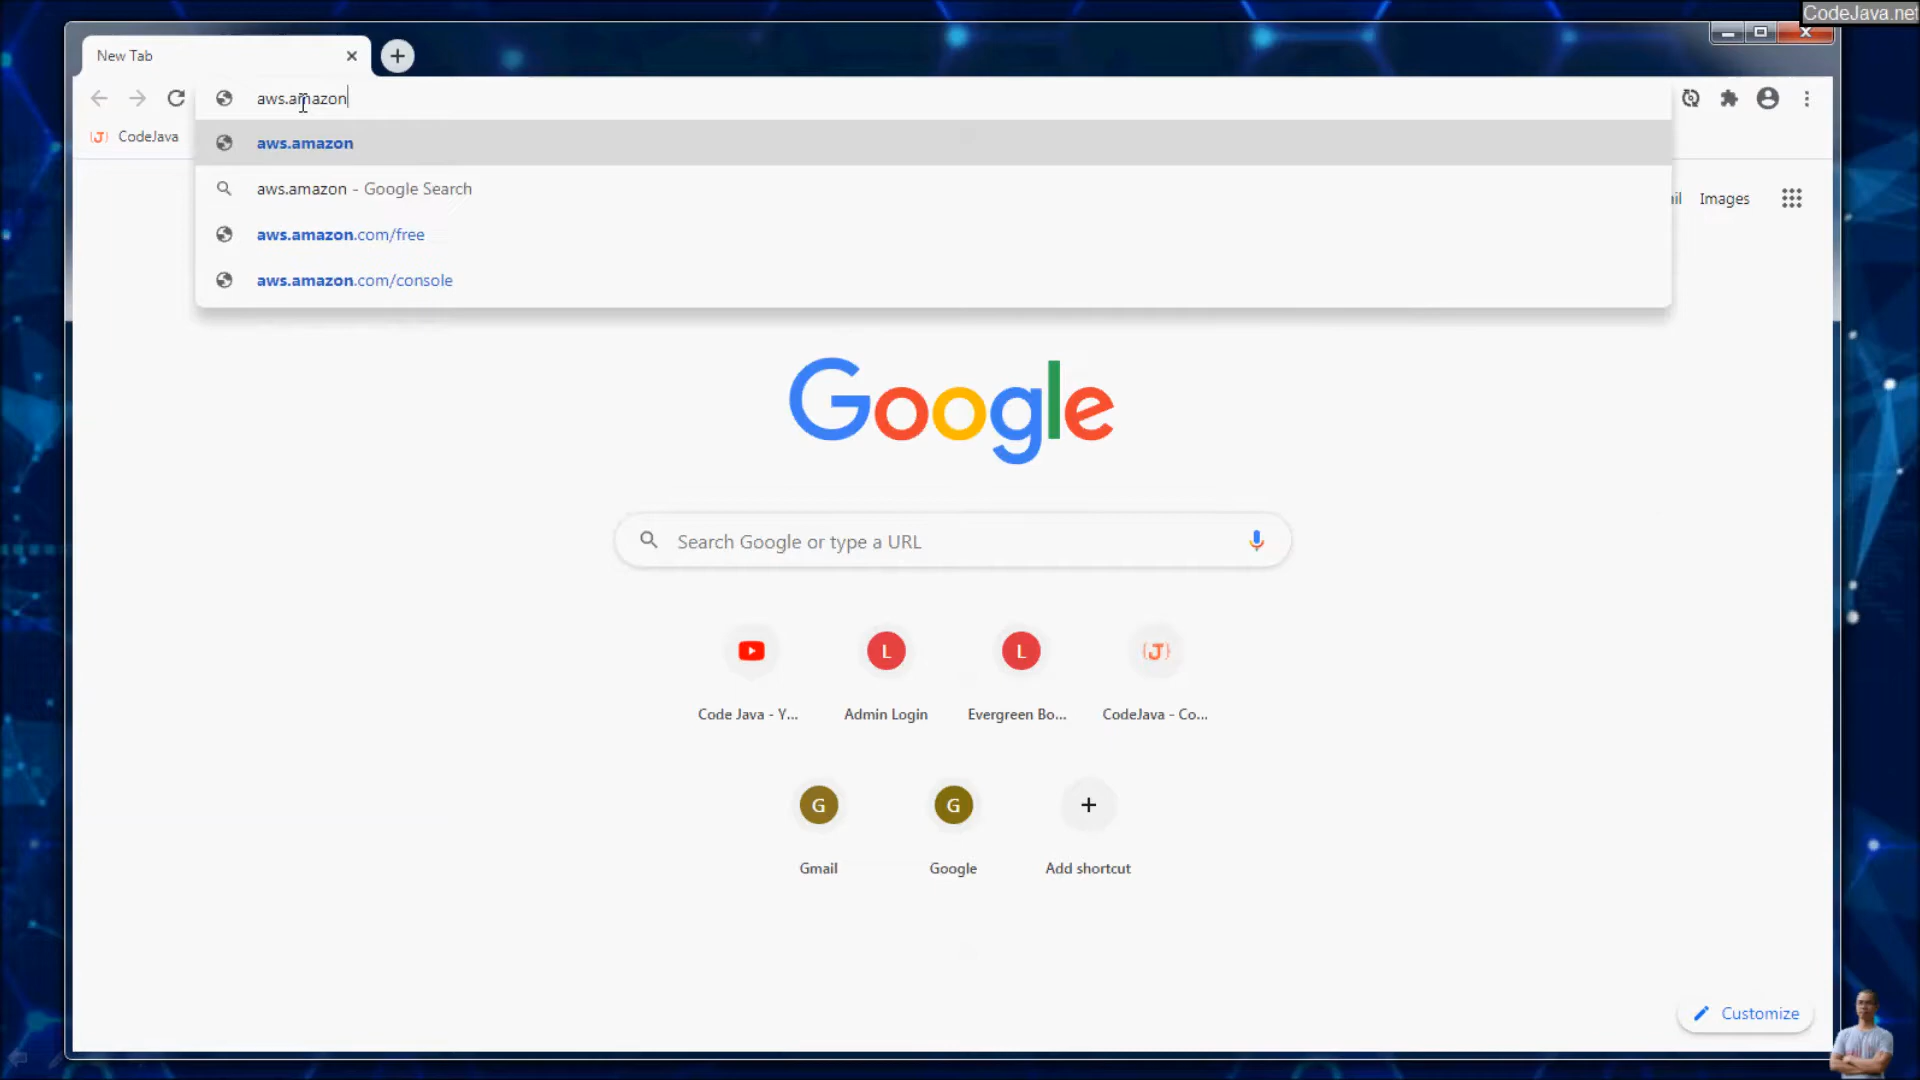 CodeJava.net
New Tab
aws.amazon
CodeJava
aws.amazon
aws.amazon - Google Search
aws.amazon.com/free
aws.amazon.com/console
Images
Google
Search Google or type a URL
L
L
{J}
Code Java - Y...
Admin Login
Evergreen Bo...
CodeJava - Co...
G
G
Gmail
Google
Add shortcut
Customize